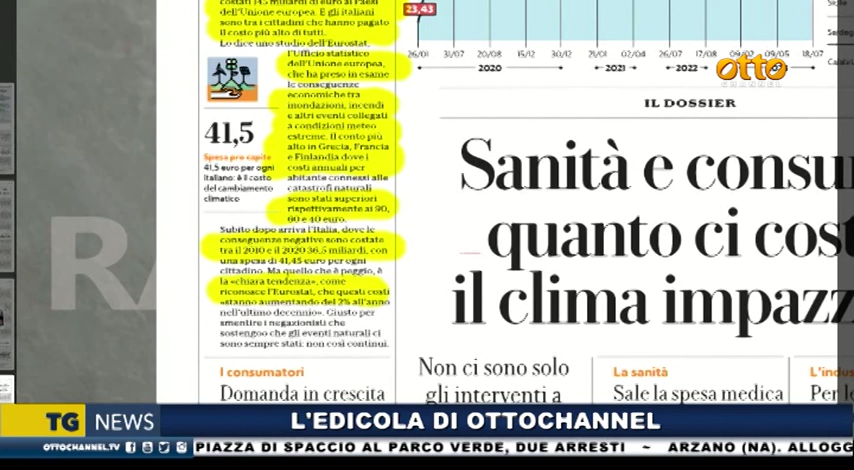 costati 145 miliardi di euro ai Paesi
dell'Unione europea. E gli italiani
sono tra i cittadini che hanno pagato
il costo più alto di tutti.
Lo dice uno studio dell'Eurostat,
l'Ufficio statistico
dell'Unione europea,
che ha preso in esame
le conseguenze
economiche tra
inondazioni, incendi
e altri eventi collegati
a condizioni meteo
estreme. Il conto più
alto in Grecia, Francia
e Finlandia dove i
costi annuali per
abitante connessi alle
catastrofi naturali
sono stati superiori
rispettivamente ai 90,
60 e 40 euro.
41,5
Spesa pro capite
41,5 euro per ogni
italiano: è il costo
del cambiamento
climatico
Subito dopo arriva l'Italia, dove le
conseguenze negative sono costate
tra il 2010 e il 2020 36,5 miliardi, con
una spesa di 41,45 euro per ogni
cittadino. Ma quello che è peggio, è
la «chiara tendenza», come
riconosce l'Eurostat, che questi costi
«stanno aumentando del 2% all'anno
nell'ultimo decennio». Giusto per
smentire i negazionisti che
sostengono che gli eventi naturali ci
sono sempre stati: non così continui.
I consumatori
Domanda in crescita
23,43
26/01 31/07 20/08 15/12 30/12 21/01 02/04 26/07 17/08 09/02 09/05 18/07
2020 2021 2022
otto
CHANNEL
IL DOSSIER
Sanità e consu
quanto ci cost
il clima impazz
Non ci sono solo
gli interventi a
La sanità
Sale la spesa medica
L'indus
Per le
RA
TG NEWS
L'EDICOLA DI OTTOCHANNEL
OTTOCHANNEL.TV
PIAZZA DI SPACCIO AL PARCO VERDE, DUE ARRESTI ~ ARZANO (NA). ALLOGG